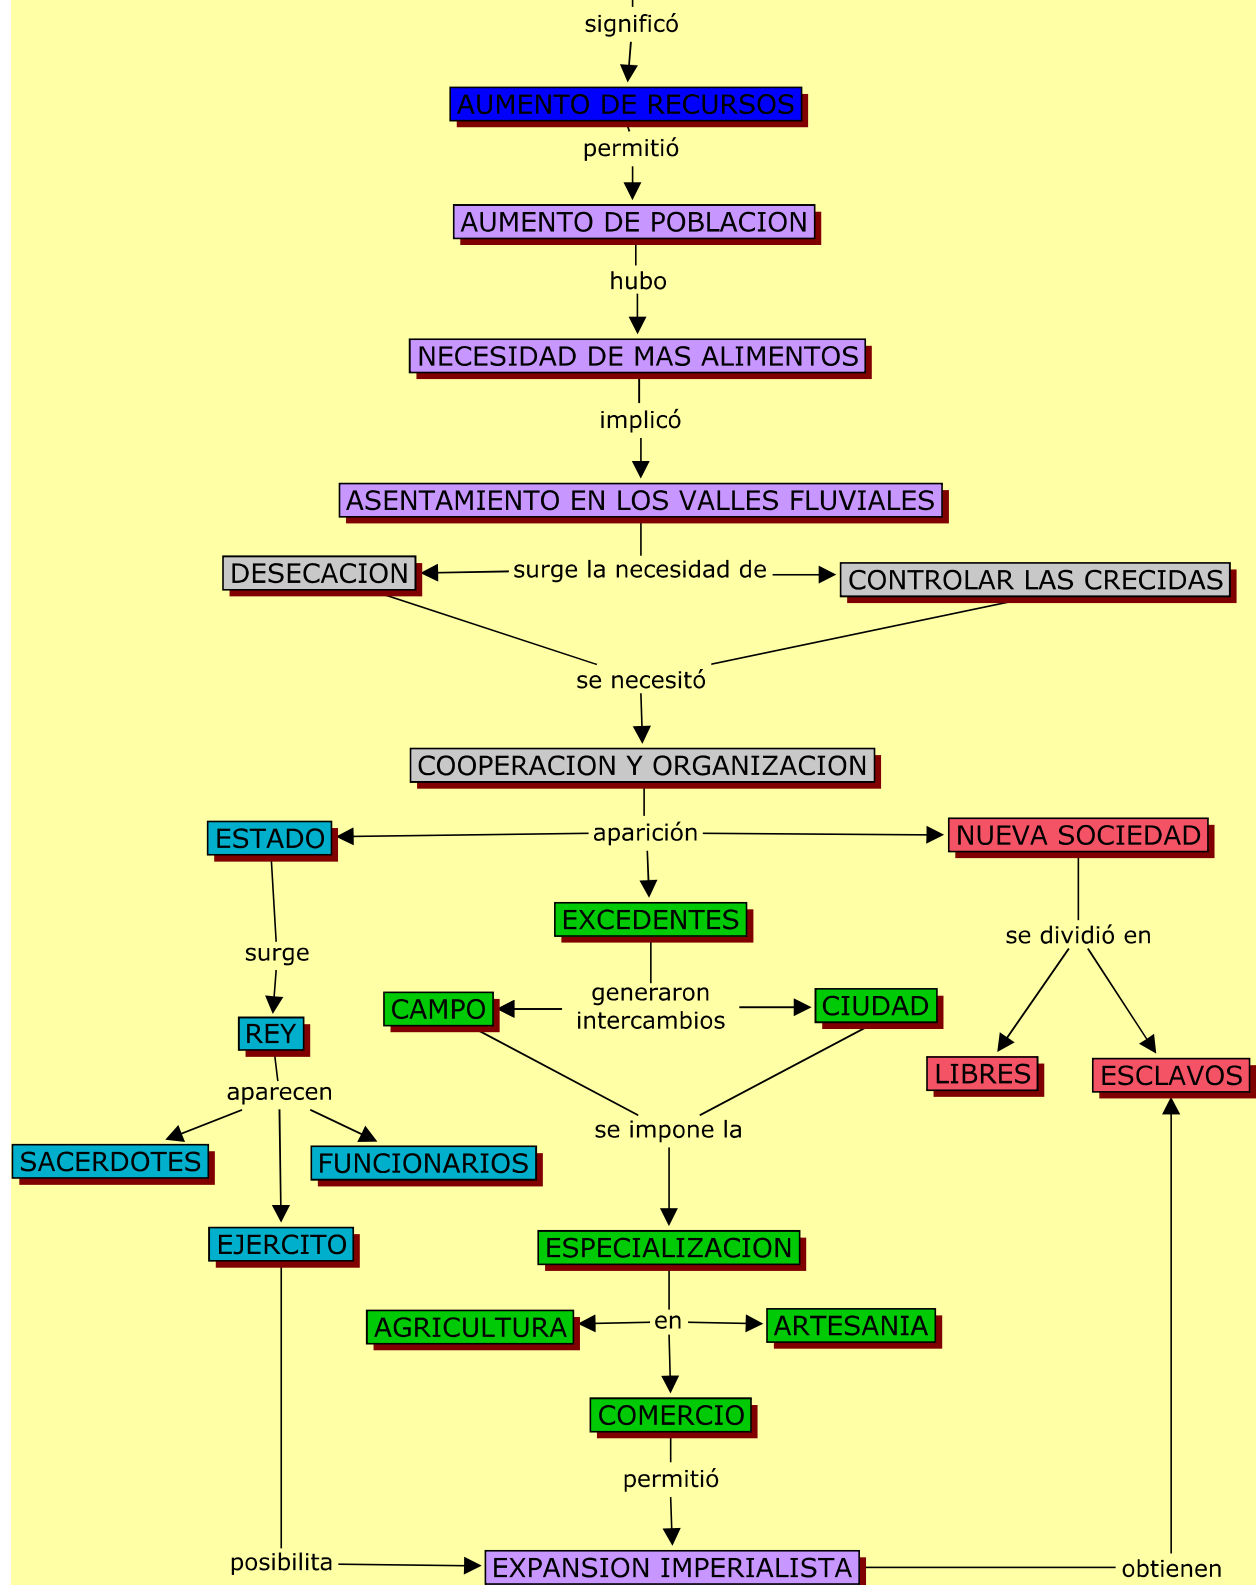 significó
AUMENTO DE RECURSOS
permitió
AUMENTO DE POBLACION
hubo
NECESIDAD DE MAS ALIMENTOS
implicó
ASENTAMIENTO EN LOS VALLES FLUVIALES
DESECACION
surge la necesidad de
CONTROLAR LAS CRECIDAS
se necesitó
COOPERACION Y ORGANIZACION
ESTADO
aparición
NUEVA SOCIEDAD
EXCEDENTES
surge
se dividió en
generaron
intercambios
CAMPO
CIUDAD
REY
LIBRES
ESCLAVOS
aparecen
se impone la
SACERDOTES
FUNCIONARIOS
EJERCITO
ESPECIALIZACION
AGRICULTURA
en
ARTESANIA
COMERCIO
permitió
posibilita
EXPANSION IMPERIALISTA
obtienen